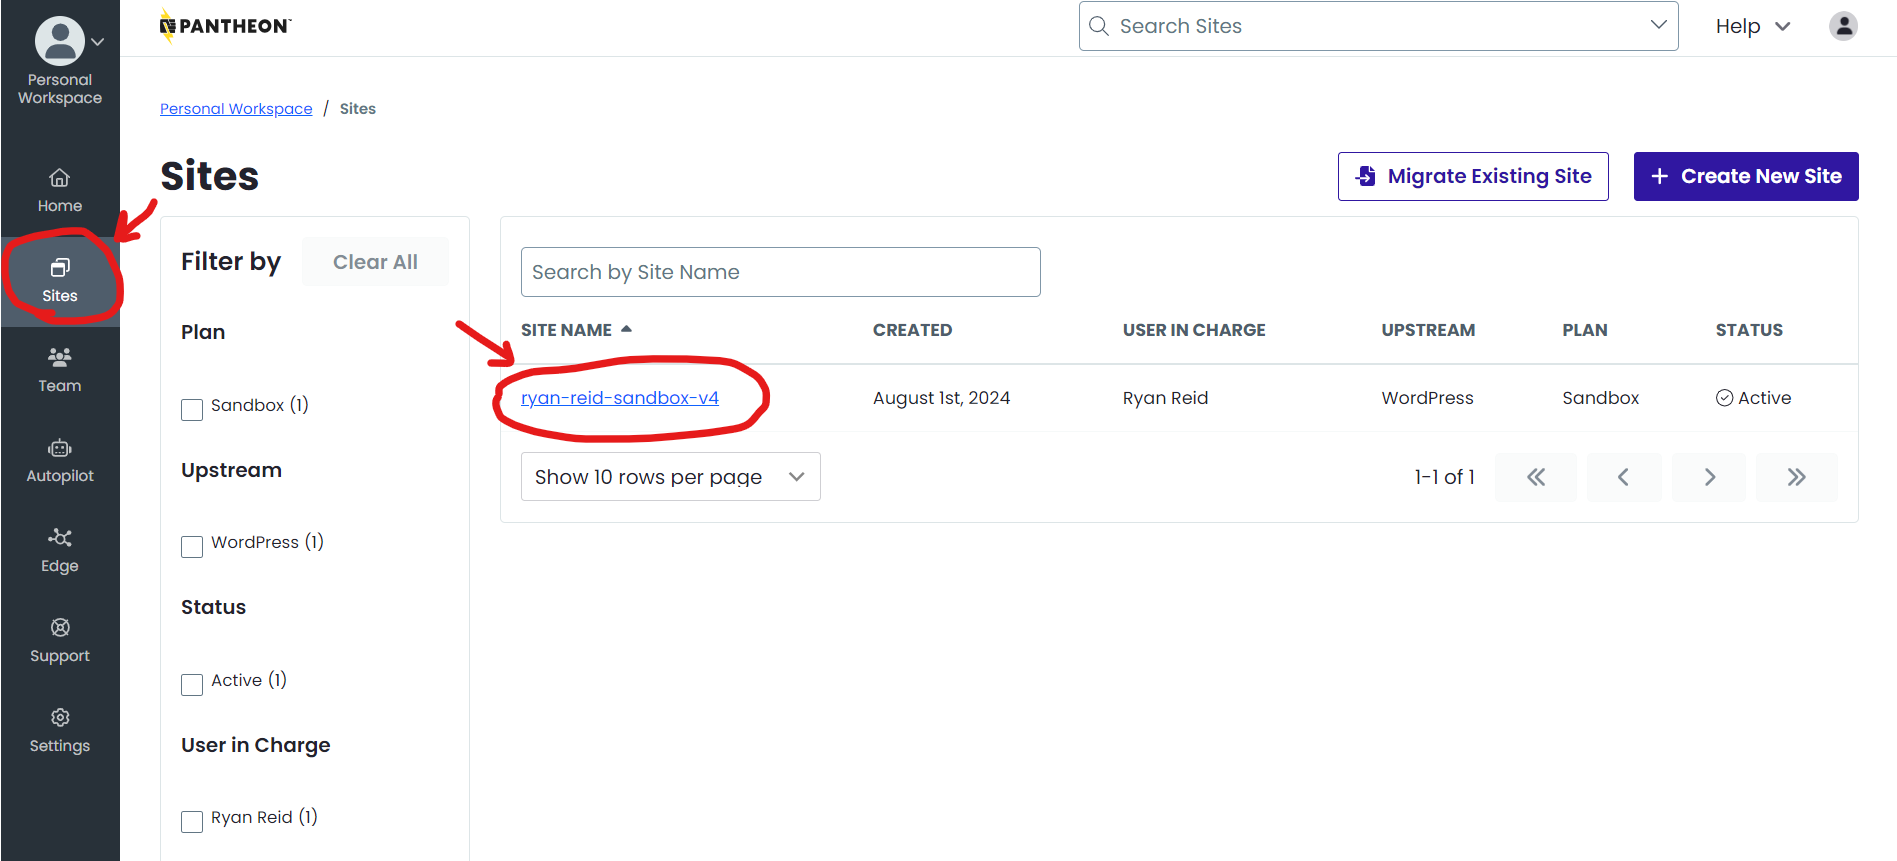 Personal
Workspace
Home
Sites
Team
Autopilot
Edge
Support
Settings
PANTHEON
Search Sites
Help
Personal Workspace / Sites
Sites
Migrate Existing Site
+ Create New Site
Filter by
Clear All
Plan
Sandbox (1)
Upstream
WordPress (1)
Status
Active (1)
User in Charge
Ryan Reid (1)
Search by Site Name
SITE NAME CREATED USER IN CHARGE UPSTREAM PLAN STATUS
ryan-reid-sandbox-v4 August 1st, 2024 Ryan Reid WordPress Sandbox Active
Show 10 rows per page
1-1 of 1